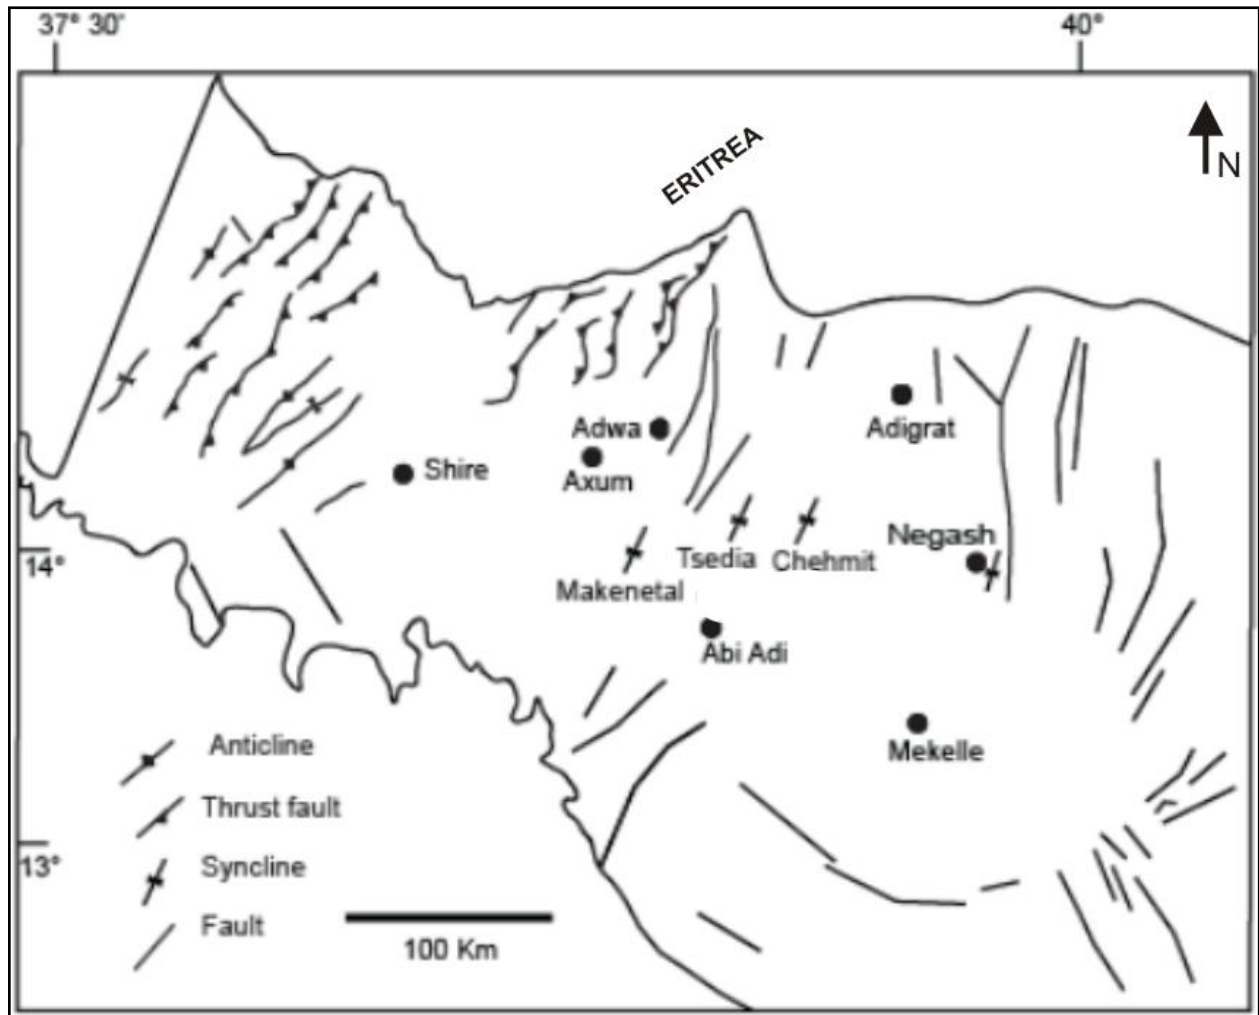 37° 30'
40°
ERITREA
N
Adwa
Adigrat
Shire
Axum
Negash
Tsedia
Chehmit
14°
Makenetal
Abi Adi
Mekelle
Anticline
Thrust fault
13°
Syncline
Fault
100 Km